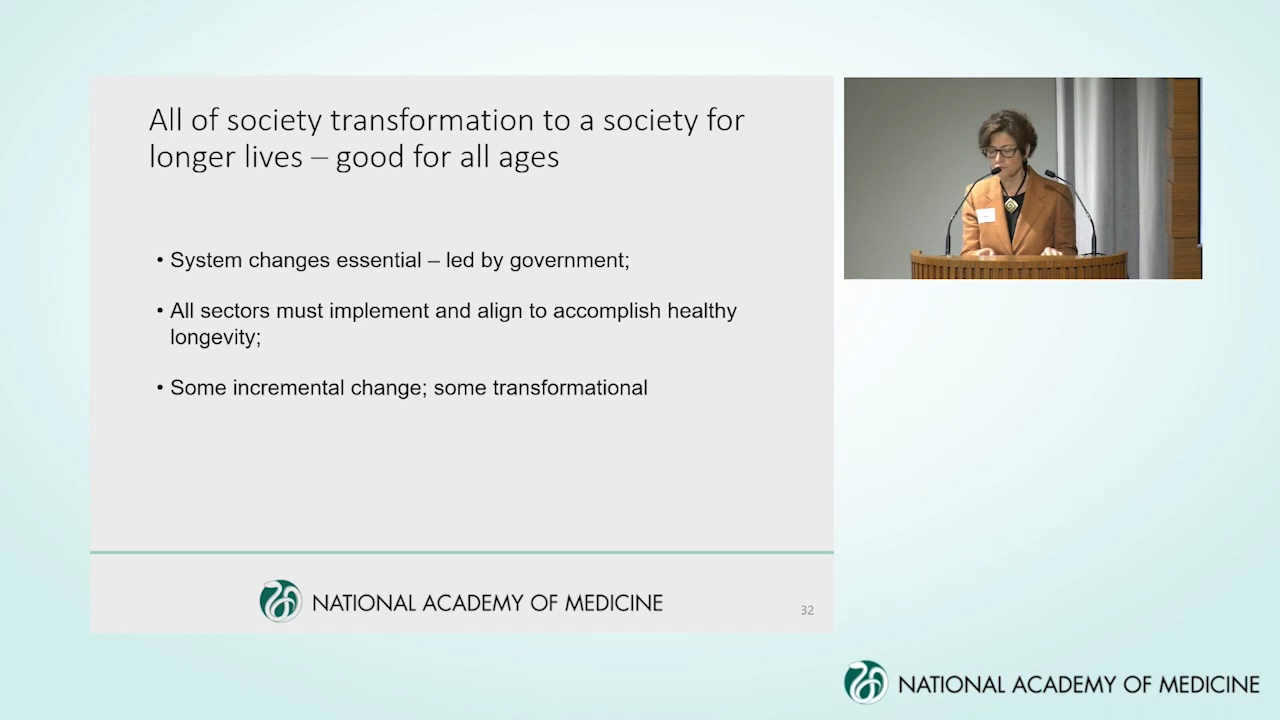 All of society transformation to a society for
longer lives – good for all ages
• System changes essential – led by government;
• All sectors must implement and align to accomplish healthy
longevity;
• Some incremental change; some transformational
NATIONAL ACADEMY OF MEDICINE
32
NATIONAL ACADEMY OF MEDICINE